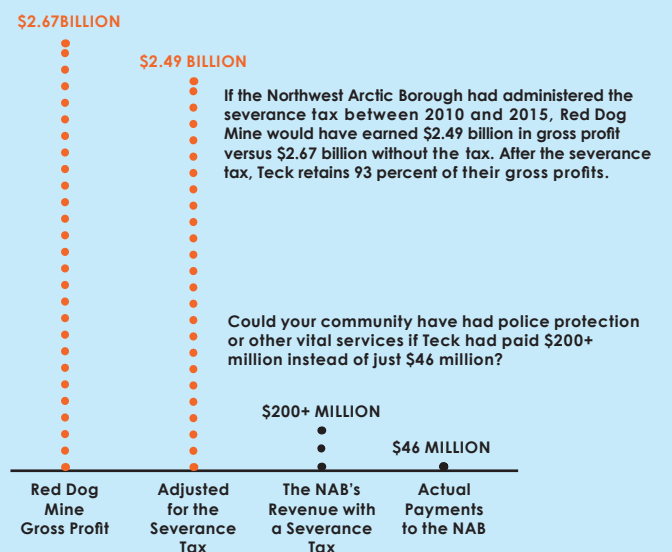 $2.67BILLION
$2.49 BILLION
If the Northwest Arctic Borough had administered the
severance tax between 2010 and 2015, Red Dog
Mine would have earned $2.49 billion in gross profit
versus $2.67 billion without the tax. After the severance
tax, Teck retains 93 percent of their gross profits.
Could your community have had police protection
or other vital services if Teck had paid $200+
million instead of just $46 million?
$200+ MILLION
$46 MILLION
Red Dog
Mine
Gross Profit
Adjusted
for the
Severance
Tax
The NAB's
Revenue with
a Severance
Tax
Actual
Payments
to the NAB